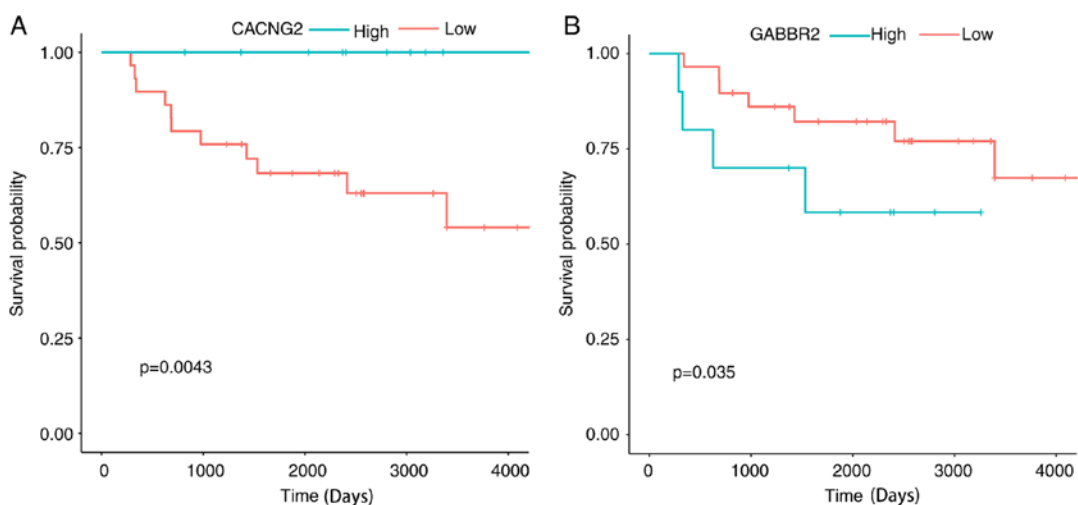 A
CACNG2 High Low
1.00
0.75
0.50
0.25
0.00
Survival probability
p=0.0043
0 1000 2000 3000 4000
Time (Days)
B
GABBR2 High Low
1.00
0.75
0.50
0.25
0.00
Survival probability
p=0.035
0 1000 2000 3000 4000
Time (Days)